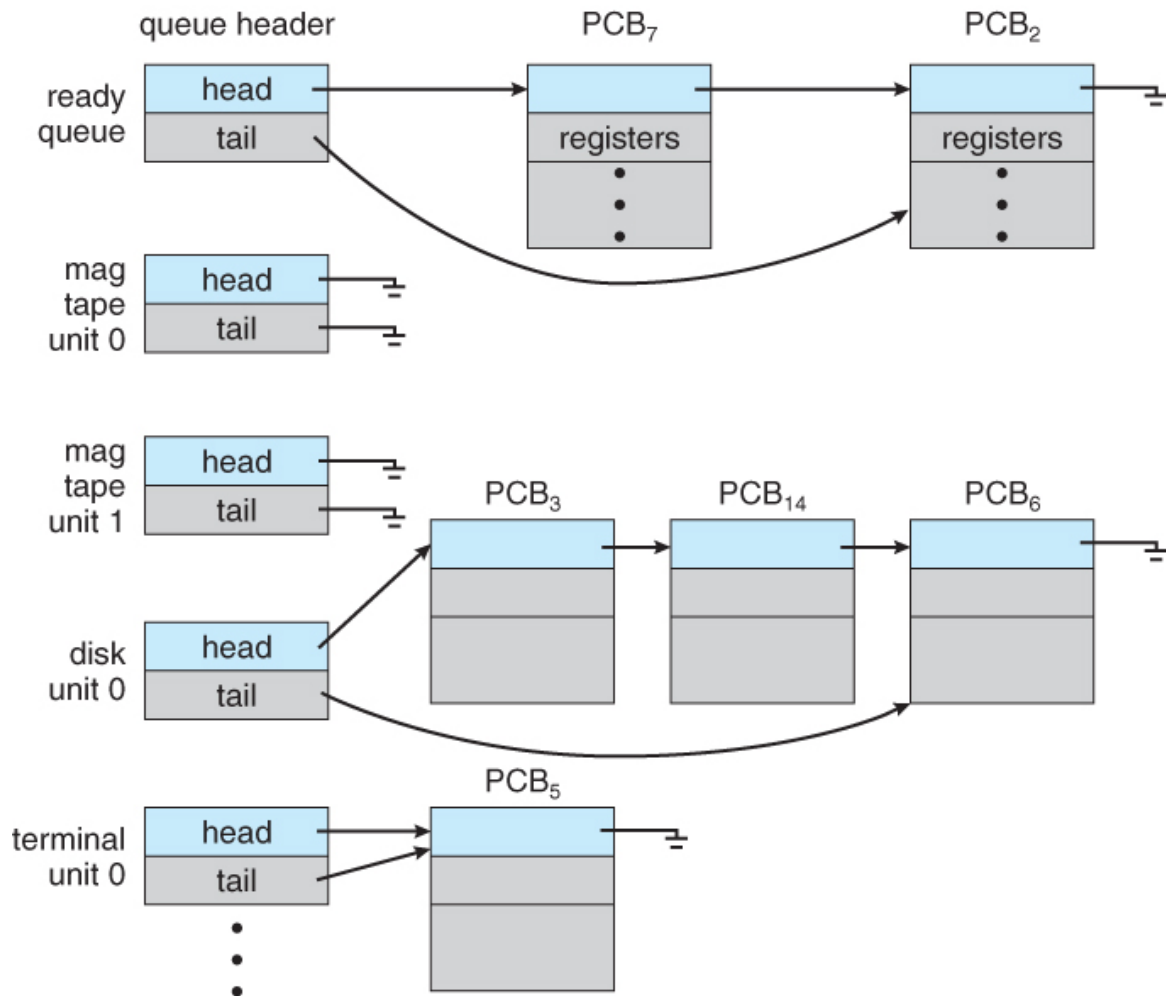 queue header
PCB₇
PCB₂
ready
queue
head
tail
registers
registers
mag
tape
unit 0
head
tail
mag
tape
unit 1
head
tail
PCB₃
PCB₁₄
PCB₆
disk
unit 0
head
tail
PCB₅
terminal
unit 0
head
tail